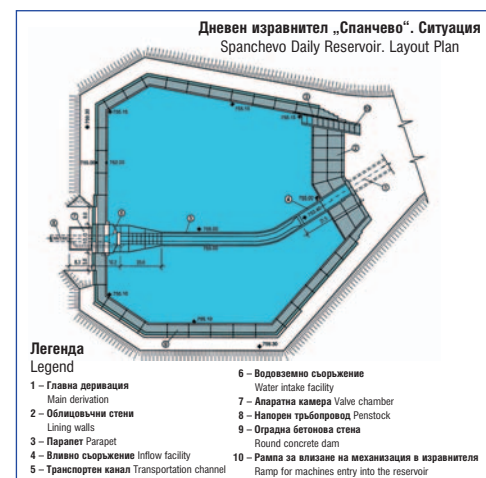 Дневен изравнител „Спанчево“. Ситуация
Spanchevo Daily Reservoir. Layout Plan
Легенда
Legend
1 – Главна деривация
Main derivation
2 – Облицовъчни стени
Lining walls
3 – Парапет Parapet
4 – Вливно съоръжение Inflow facility
5 – Транспортен канал Transportation channel
6 – Водовземно съоръжение
Water intake facility
7 – Апаратна камера Valve chamber
8 – Напорен тръбопровод Penstock
9 – Оградна бетонова стена
Round concrete dam
10 – Рампа за влизане на механизация в изравнителя
Ramp for machines entry into the reservoir